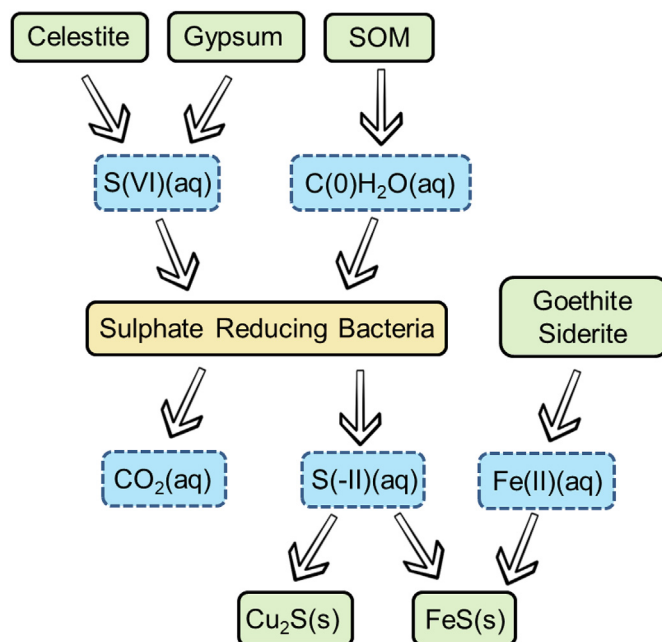 Celestite
Gypsum
SOM
S(VI)(aq)
C(0)H₂O(aq)
Sulphate Reducing Bacteria
Goethite
Siderite
CO₂(aq)
S(-II)(aq)
Fe(II)(aq)
Cu₂S(s)
FeS(s)